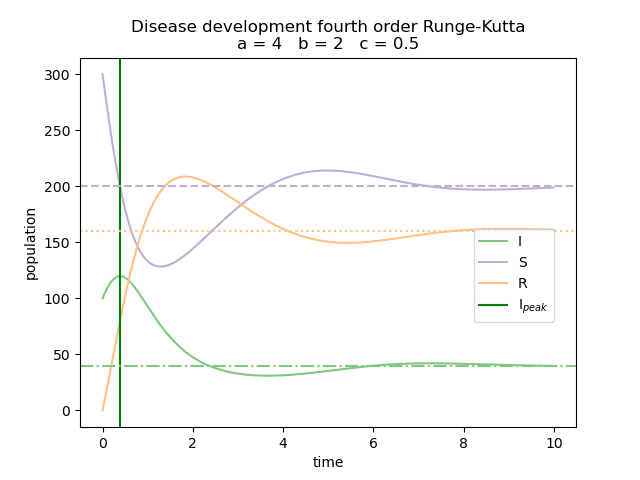 Disease development fourth order Runge-Kutta
a = 4   b = 2   c = 0.5
300
250
200
150
100
50
0
population
I
S
R
I_peak
0 2 4 6 8 10
time